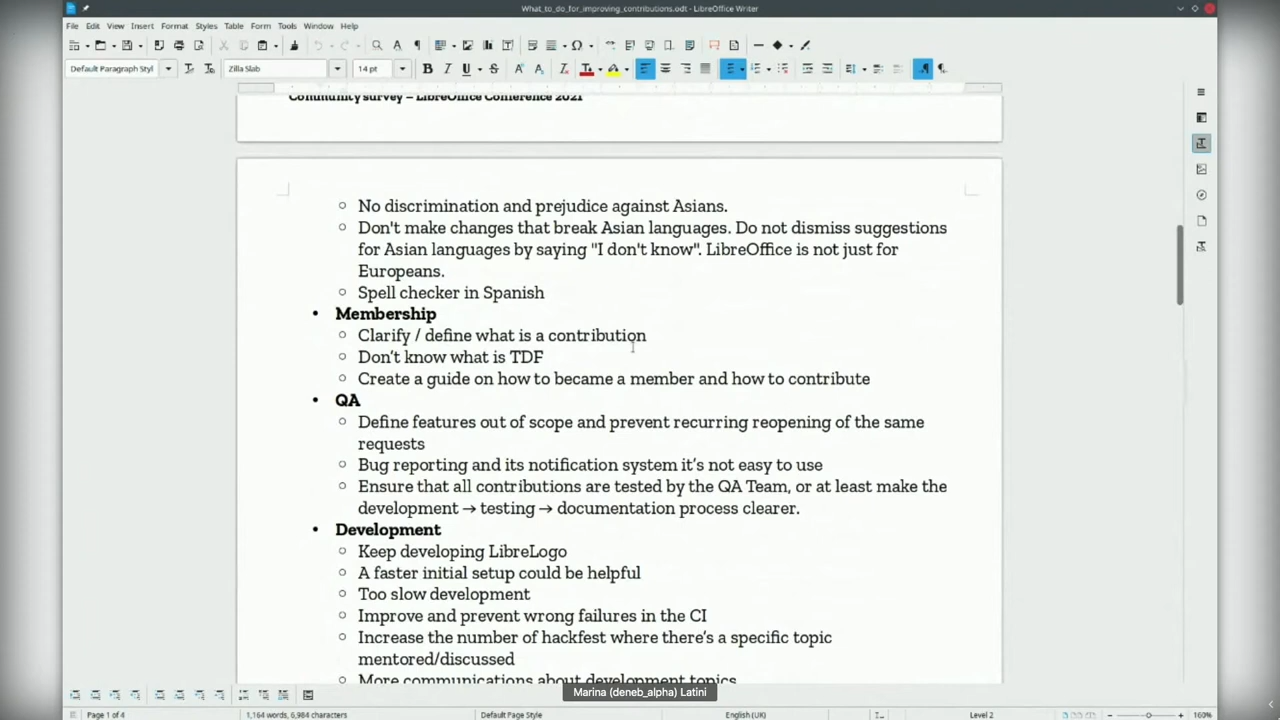 What_to_do_for_improving_contributions.odt - LibreOffice Writer
File Edit View Insert Format Styles Table Form Tools Window Help
Default Paragraph Styl
Zilla Slab
14 pt
Community survey – LibreOffice Conference 2021
No discrimination and prejudice against Asians.
Don't make changes that break Asian languages. Do not dismiss suggestions
for Asian languages by saying "I don't know". LibreOffice is not just for
Europeans.
Spell checker in Spanish
Membership
Clarify / define what is a contribution
Don't know what is TDF
Create a guide on how to became a member and how to contribute
QA
Define features out of scope and prevent recurring reopening of the same
requests
Bug reporting and its notification system it's not easy to use
Ensure that all contributions are tested by the QA Team, or at least make the
development → testing → documentation process clearer.
Development
Keep developing LibreLogo
A faster initial setup could be helpful
Too slow development
Improve and prevent wrong failures in the CI
Increase the number of hackfest where there's a specific topic
mentored/discussed
More communications about development topics
Marina (deneb_alpha) Latini
Page 1 of 4
1,164 words, 6,984 characters
Default Page Style
English (UK)
Level 2
160%